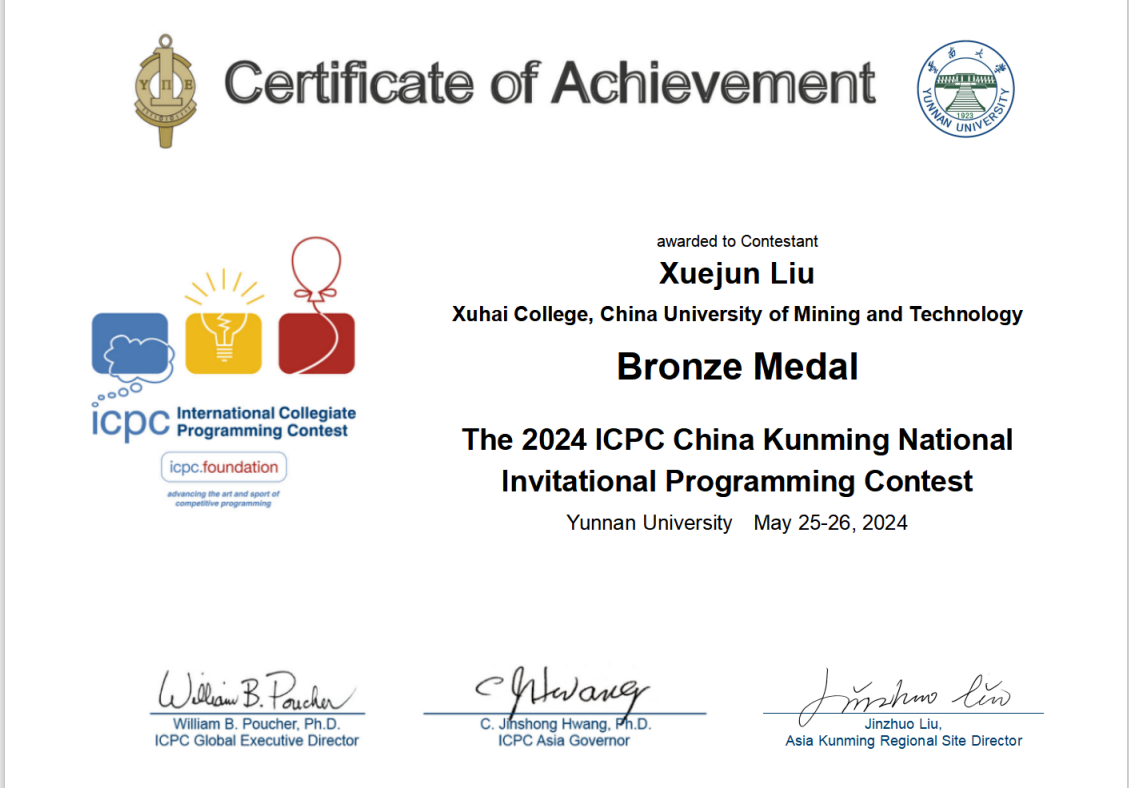 Certificate of Achievement
Υ Π Ε
云南大学
YUNNAN UNIVERSITY
1923
awarded to Contestant
Xuejun Liu
Xuhai College, China University of Mining and Technology
Bronze Medal
The 2024 ICPC China Kunming National
Invitational Programming Contest
Yunnan University May 25-26, 2024
icpc International Collegiate
Programming Contest
icpc.foundation
advancing the art and sport of
competitive programming
William B. Poucher
William B. Poucher, Ph.D.
ICPC Global Executive Director
C J Hwang
C. Jinshong Hwang, Ph.D.
ICPC Asia Governor
Jinzhuo Liu
Jinzhuo Liu,
Asia Kunming Regional Site Director